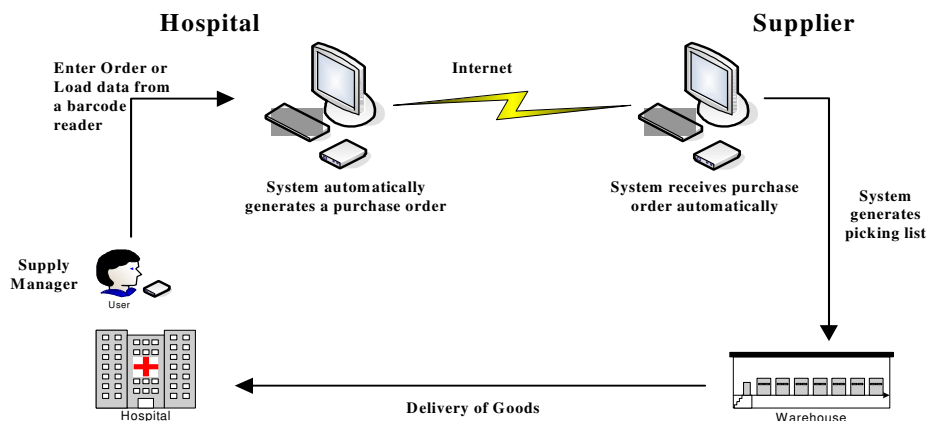 Hospital
Supplier
Enter Order or
Load data from
a barcode
reader
Internet
System automatically
generates a purchase order
System receives purchase
order automatically
System
generates
picking list
Supply
Manager
User
Hospital
Delivery of Goods
Warehouse